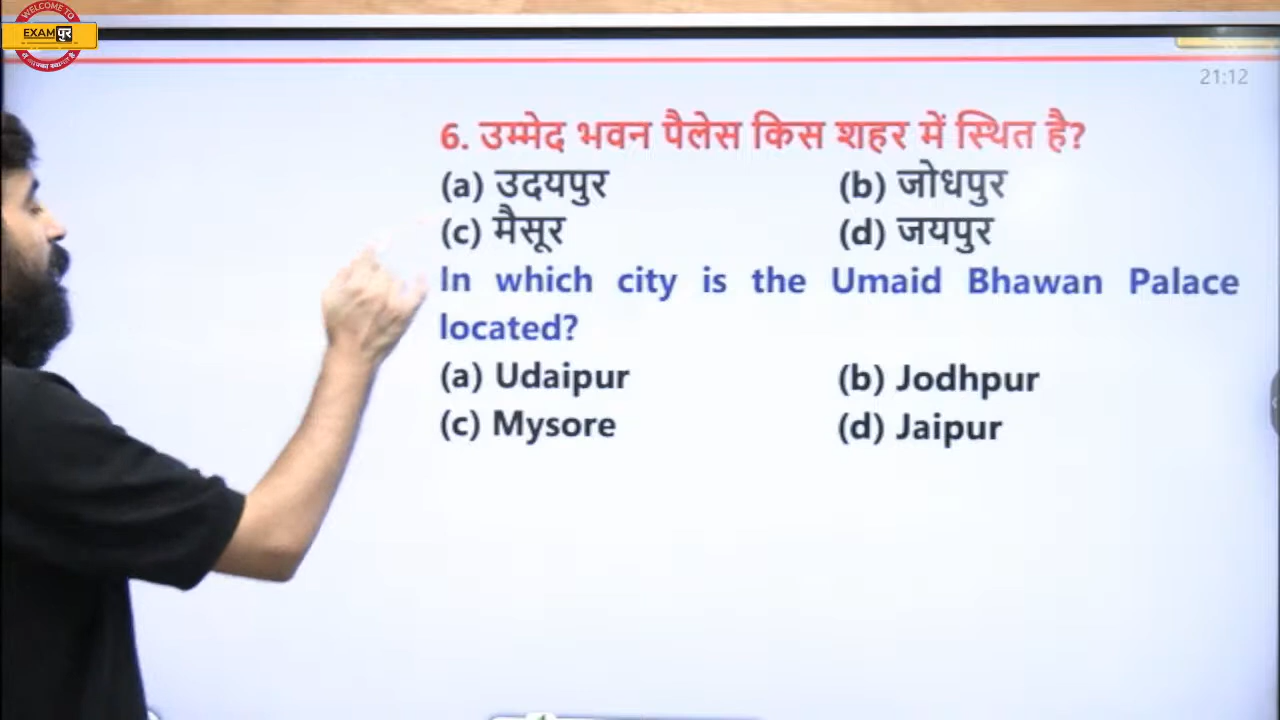 WELCOME TO
EXAMपुर
21:12
6. उम्मेद भवन पैलेस किस शहर में स्थित है?
(a) उदयपुर (b) जोधपुर
(c) मैसूर (d) जयपुर
In which city is the Umaid Bhawan Palace
located?
(a) Udaipur (b) Jodhpur
(c) Mysore (d) Jaipur